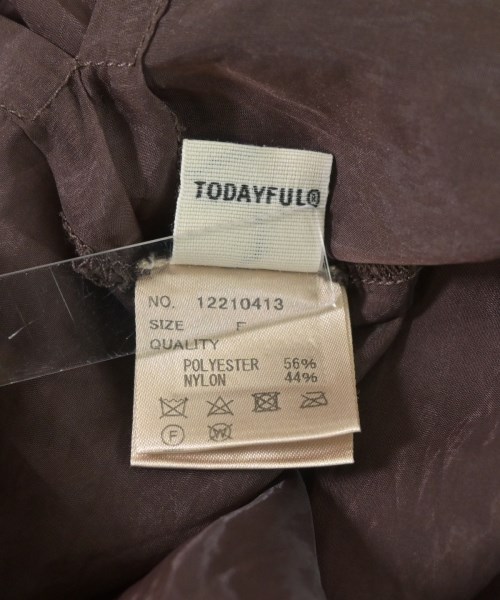 TODAYFUL®
NO. 12210413
SIZE F
QUALITY
POLYESTER 56%
NYLON 44%
F
W